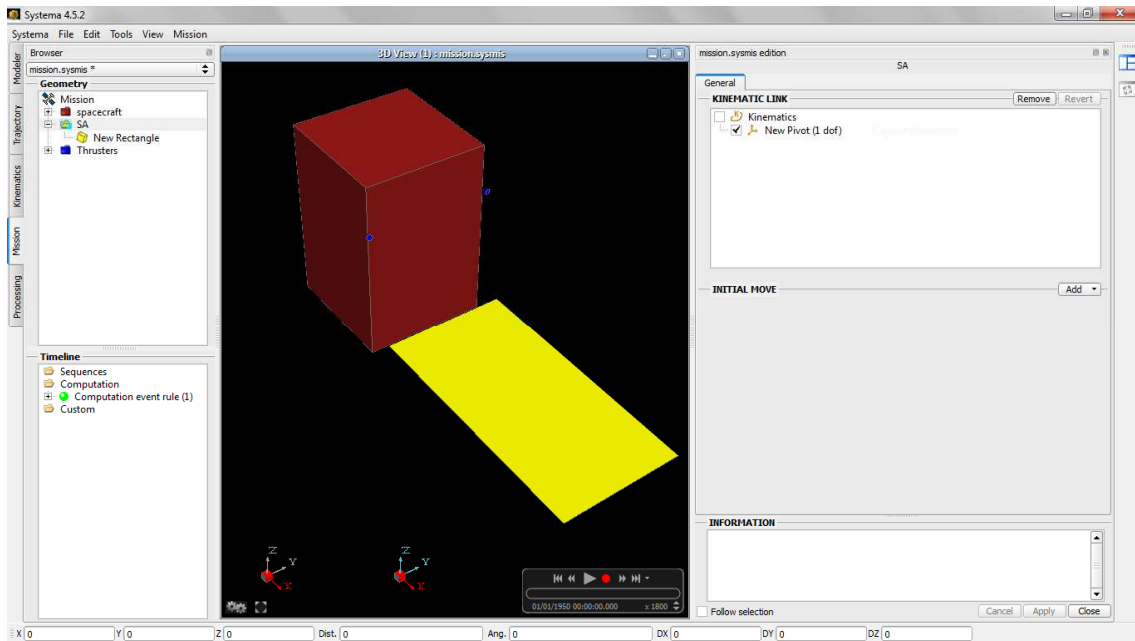 Systema 4.5.2
Systema File Edit Tools View Mission
Modeler
Trajectory
Kinematics
Mission
Processing
Browser
mission.sysmis *
Geometry
Mission
spacecraft
SA
New Rectangle
Thrusters
Timeline
Sequences
Computation
Computation event rule (1)
Custom
3D View (1) : mission.sysmis
Z
Y
X
Z
Y
X
01/01/1950 00:00:00.000 x 1800
mission.sysmis edition
SA
General
KINEMATIC LINK
Remove Revert
Kinematics
New Pivot (1 dof)
INITIAL MOVE
Add
INFORMATION
Follow selection
Cancel Apply Close
X 0 Y 0 Z 0 Dist. 0 Ang. 0 DX 0 DY 0 DZ 0